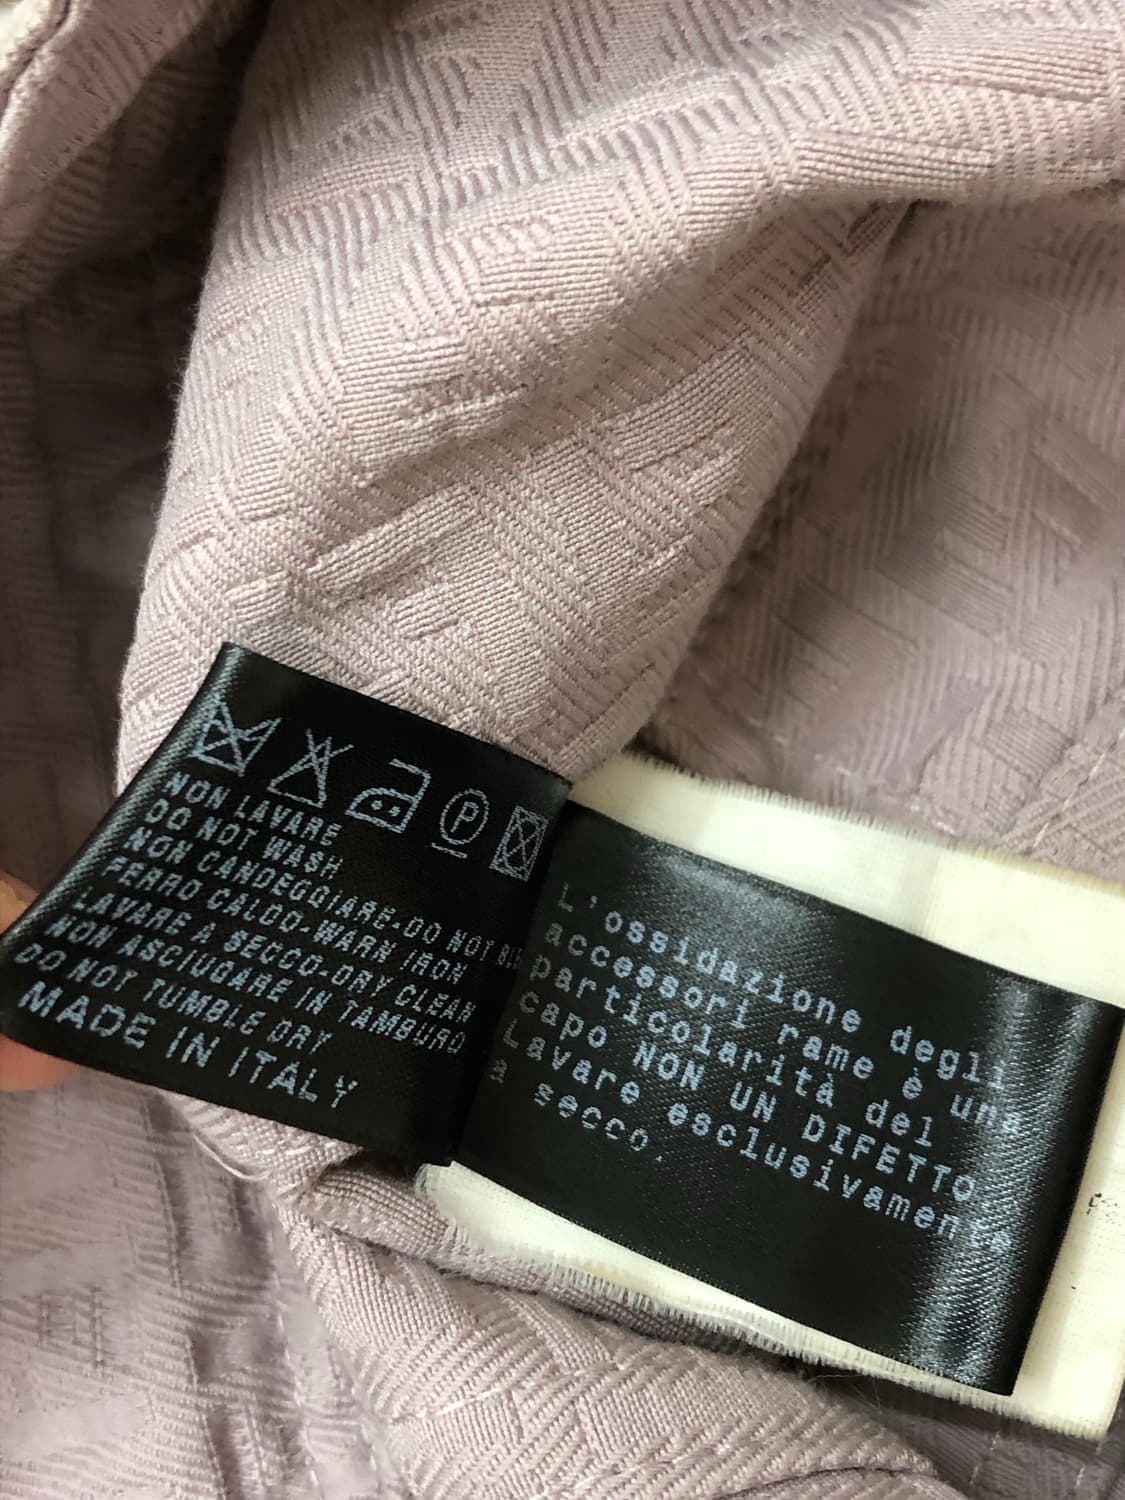 P
NON LAVARE
DO NOT WASH
NON CANDEGGIARE-DO NOT
FERRO CALDO-WARN IRON
LAVARE A SECCO-DRY CLEAN
NON ASCIUGARE IN TAMBURO
DO NOT TUMBLE DRY
MADE IN ITALY
L'ossidazione degli
accessori rame è una
particolarità del
capo NON UN DIFETTO
Lavare esclusivamente
a secco.